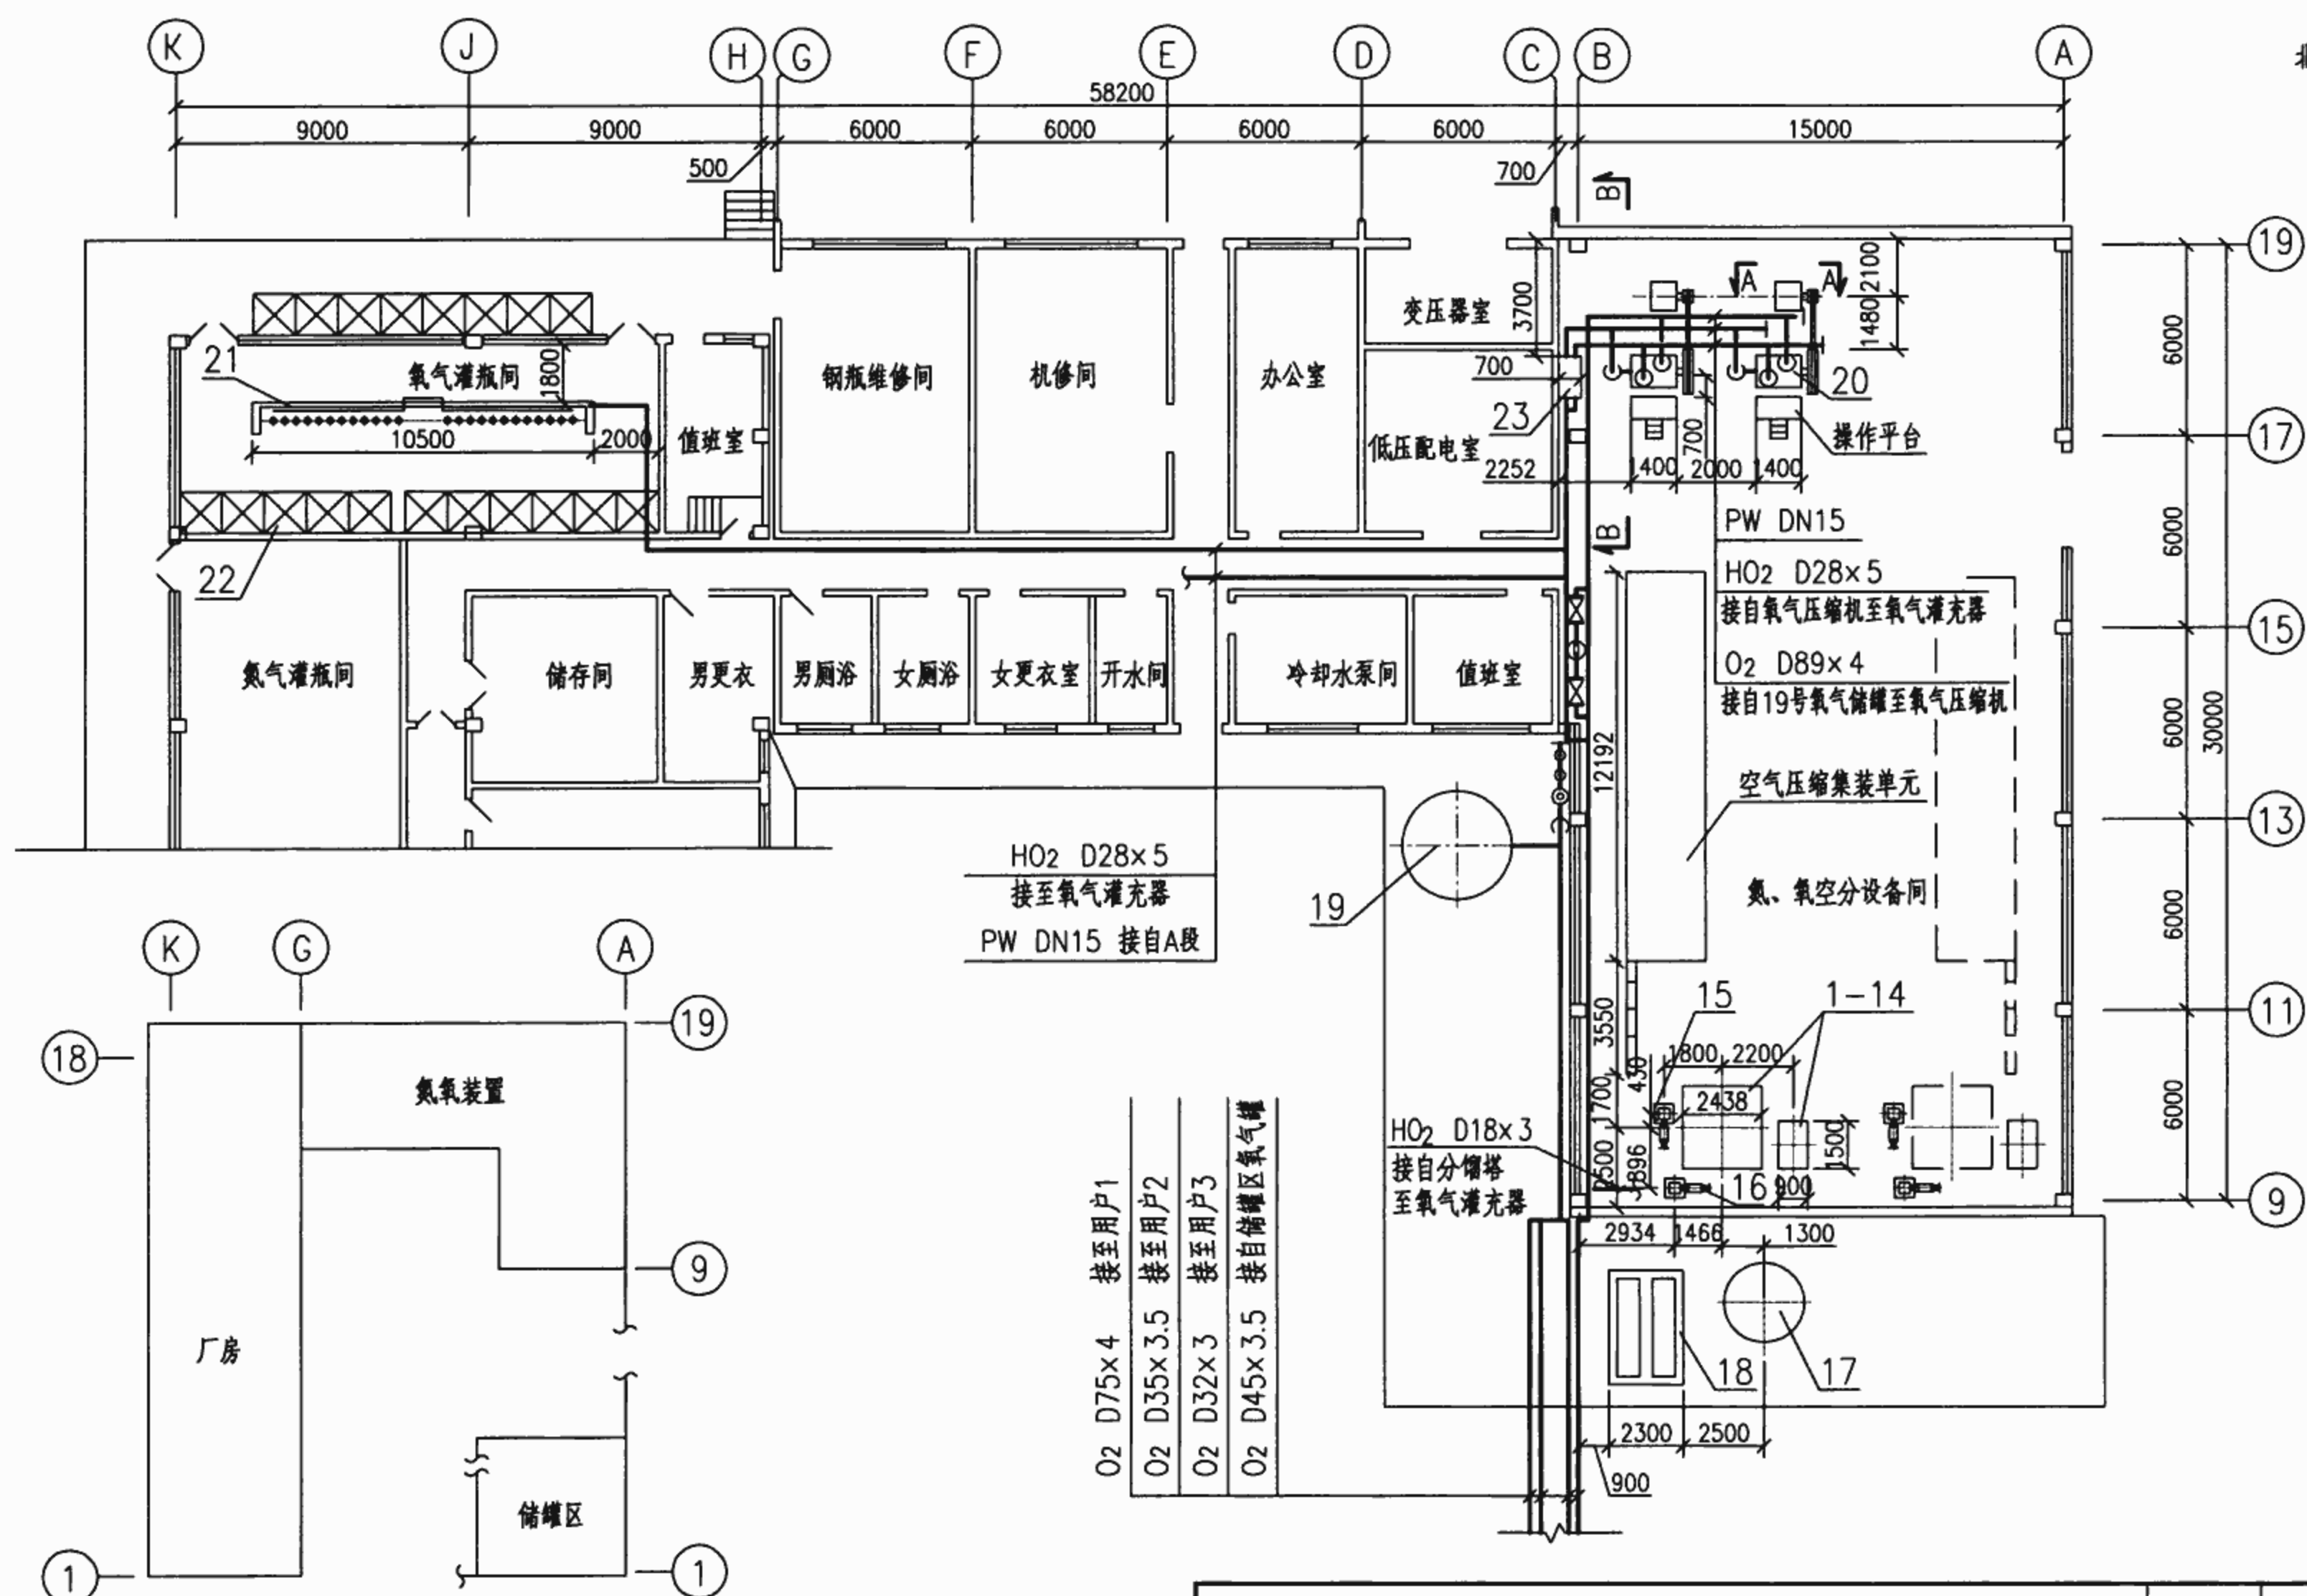 K J H G F E D C B A
58200
9000 9000 6000 6000 6000 6000 15000
500 700
B
19
2100
A A
3700
变压器室
1480
6000
21
氧气灌瓶间
1800
钢瓶维修间
机修间
办公室
700
20
23
操作平台
17
10500
2000
值班室
低压配电室
700
2252
1400 2000 1400
22
B
PW DN15
6000
HO2 D28×5
接自氧气压缩机至氧气灌充器
15
O2 D89×4
接自19号氧气储罐至氧气压缩机
氮气灌瓶间
储存间
男更衣
男厕浴
女厕浴
女更衣室
开水间
冷却水泵间
值班室
6000
30000
12192
空气压缩集装单元
13
HO2 D28×5
接至氧气灌充器
PW DN15 接自A段
19
氮、氧空分设备间
6000
15
1-14
11
3550
1800 2200
430
1700
2438
1500
6000
HO2 D18×3
接自分馏塔
至氧气灌充器
16
900
9
2934 1466 1300
18
17
2300 2500
900
O2 D75×4 接至用户1
O2 D35×3.5 接至用户2
O2 D32×3 接至用户3
O2 D45×3.5 接自储罐区氧气罐
K G A
19
18
氮氧装置
9
厂房
储罐区
1
1